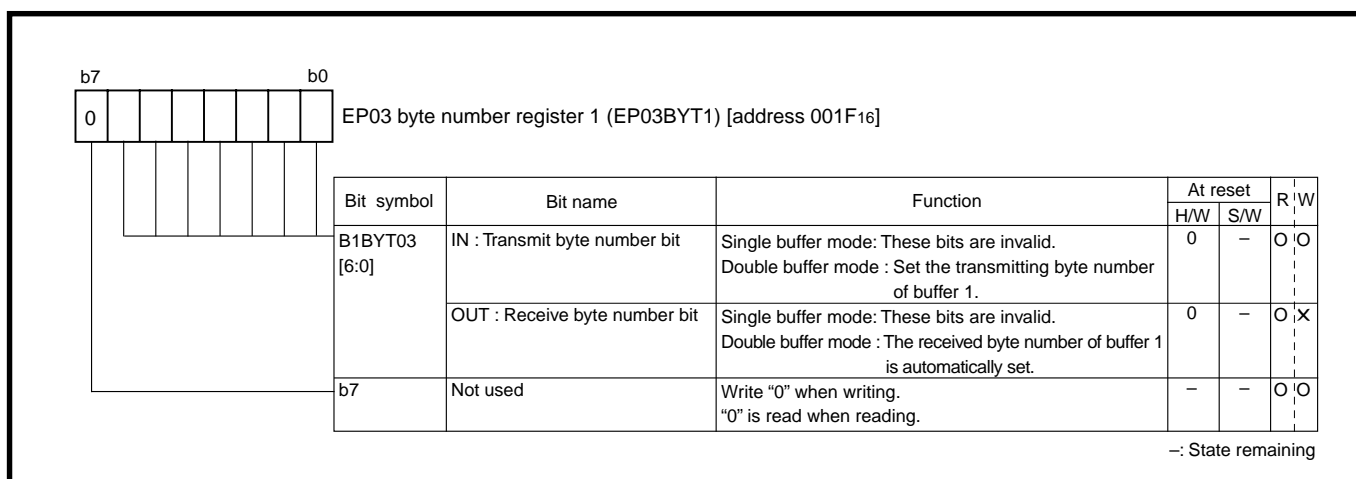 b7 b0
0
EP03 byte number register 1 (EP03BYT1) [address 001F16]
Bit symbol Bit name Function At reset R W
H/W S/W
B1BYT03 IN : Transmit byte number bit Single buffer mode: These bits are invalid. 0 – O O
[6:0] Double buffer mode : Set the transmitting byte number
of buffer 1.
OUT : Receive byte number bit Single buffer mode: These bits are invalid. 0 – O ✕
Double buffer mode : The received byte number of buffer 1
is automatically set.
b7 Not used Write “0” when writing. – – O O
“0” is read when reading.
–: State remaining